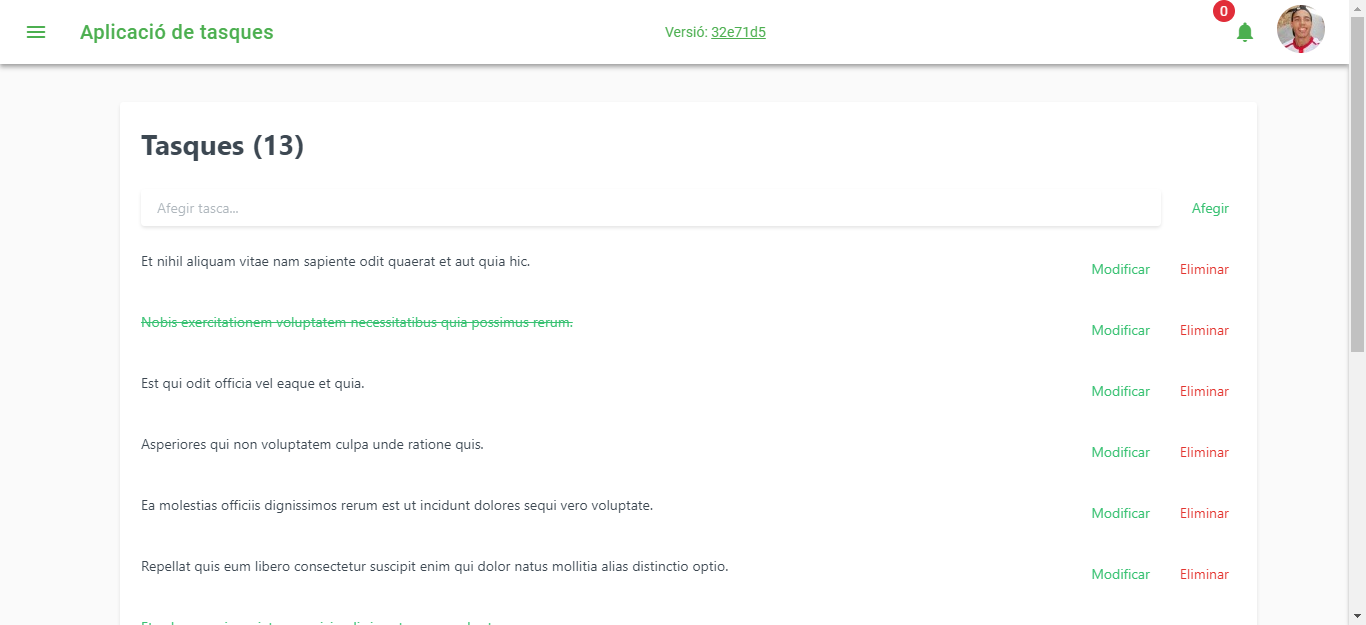 Aplicació de tasques
Versió: 32e71d5
0
Tasques (13)
Afegir tasca...
Afegir
Et nihil aliquam vitae nam sapiente odit quaerat et aut quia hic.
Modificar
Eliminar
Nobis exercitationem voluptatem necessitatibus quia possimus rerum.
Modificar
Eliminar
Est qui odit officia vel eaque et quia.
Modificar
Eliminar
Asperiores qui non voluptatem culpa unde ratione quis.
Modificar
Eliminar
Ea molestias officiis dignissimos rerum est ut incidunt dolores sequi vero voluptate.
Modificar
Eliminar
Repellat quis eum libero consectetur suscipit enim qui dolor natus mollitia alias distinctio optio.
Modificar
Eliminar